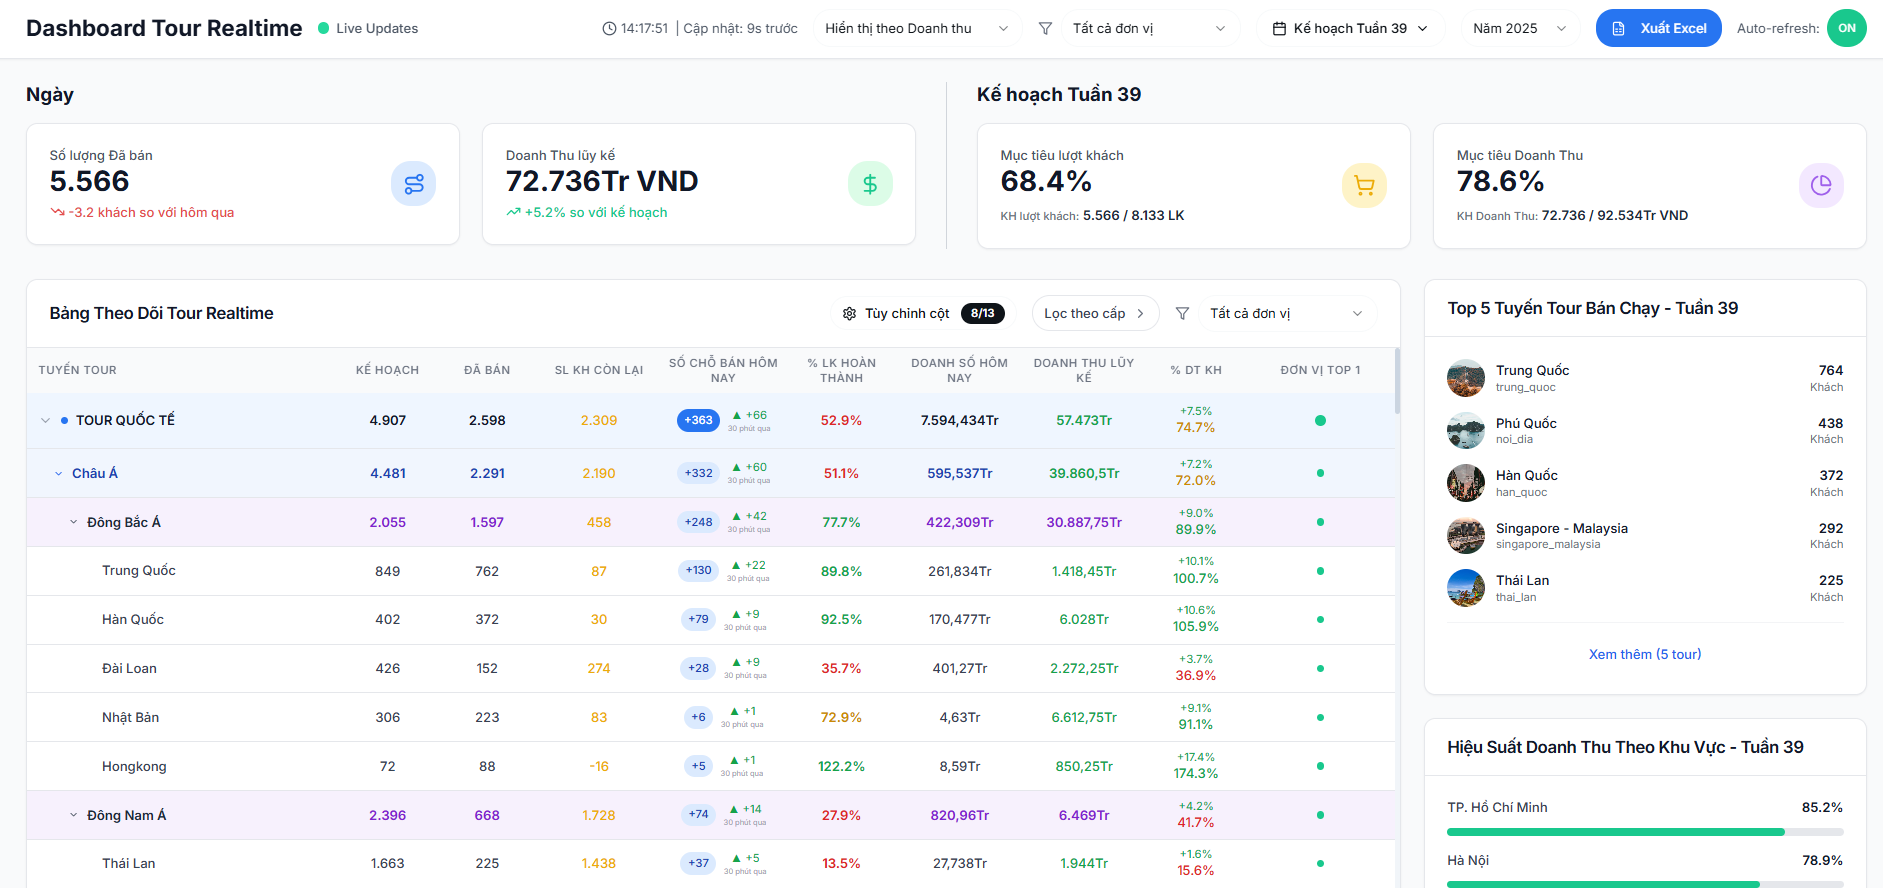 Dashboard Tour Realtime
Live Updates
14:17:51 | Cập nhật: 9s trước
Hiển thị theo Doanh thu
Tất cả đơn vị
Kế hoạch Tuần 39
Năm 2025
Xuất Excel
Auto-refresh: ON
Ngày
Số lượng Đã bán
5.566
-3.2 khách so với hôm qua
Doanh Thu lũy kế
72.736Tr VND
+5.2% so với kế hoạch
Kế hoạch Tuần 39
Mục tiêu lượt khách
68.4%
KH lượt khách: 5.566 / 8.133 LK
Mục tiêu Doanh Thu
78.6%
KH Doanh Thu: 72.736 / 92.534Tr VND
Bảng Theo Dõi Tour Realtime
Tùy chỉnh cột 8/13
Lọc theo cấp
Tất cả đơn vị
TUYẾN TOUR KẾ HOẠCH ĐÃ BÁN SL KH CÒN LẠI SỐ CHỖ BÁN HÔM NAY % LK HOÀN THÀNH DOANH SỐ HÔM NAY DOANH THU LŨY KẾ % DT KH ĐƠN VỊ TOP 1
TOUR QUỐC TẾ 4.907 2.598 2.309 +363 ▲ +66 30 phút qua 52.9% 7.594,434Tr 57.473Tr +7.5% 74.7%
Châu Á 4.481 2.291 2.190 +332 ▲ +60 30 phút qua 51.1% 595,537Tr 39.860,5Tr +7.2% 72.0%
Đông Bắc Á 2.055 1.597 458 +248 ▲ +42 30 phút qua 77.7% 422,309Tr 30.887,75Tr +9.0% 89.9%
Trung Quốc 849 762 87 +130 ▲ +22 30 phút qua 89.8% 261,834Tr 1.418,45Tr +10.1% 100.7%
Hàn Quốc 402 372 30 +79 ▲ +9 30 phút qua 92.5% 170,477Tr 6.028Tr +10.6% 105.9%
Đài Loan 426 152 274 +28 ▲ +9 30 phút qua 35.7% 401,27Tr 2.272,25Tr +3.7% 36.9%
Nhật Bản 306 223 83 +6 ▲ +1 30 phút qua 72.9% 4,63Tr 6.612,75Tr +9.1% 91.1%
Hongkong 72 88 -16 +5 ▲ +1 30 phút qua 122.2% 8,59Tr 850,25Tr +17.4% 174.3%
Đông Nam Á 2.396 668 1.728 +74 ▲ +14 30 phút qua 27.9% 820,96Tr 6.469Tr +4.2% 41.7%
Thái Lan 1.663 225 1.438 +37 ▲ +5 30 phút qua 13.5% 27,738Tr 1.944Tr +1.6% 15.6%
Top 5 Tuyến Tour Bán Chạy - Tuần 39
Trung Quốc 764
trung_quoc Khách
Phú Quốc 438
noi_dia Khách
Hàn Quốc 372
han_quoc Khách
Singapore - Malaysia 292
singapore_malaysia Khách
Thái Lan 225
thai_lan Khách
Xem thêm (5 tour)
Hiệu Suất Doanh Thu Theo Khu Vực - Tuần 39
TP. Hồ Chí Minh 85.2%
Hà Nội 78.9%